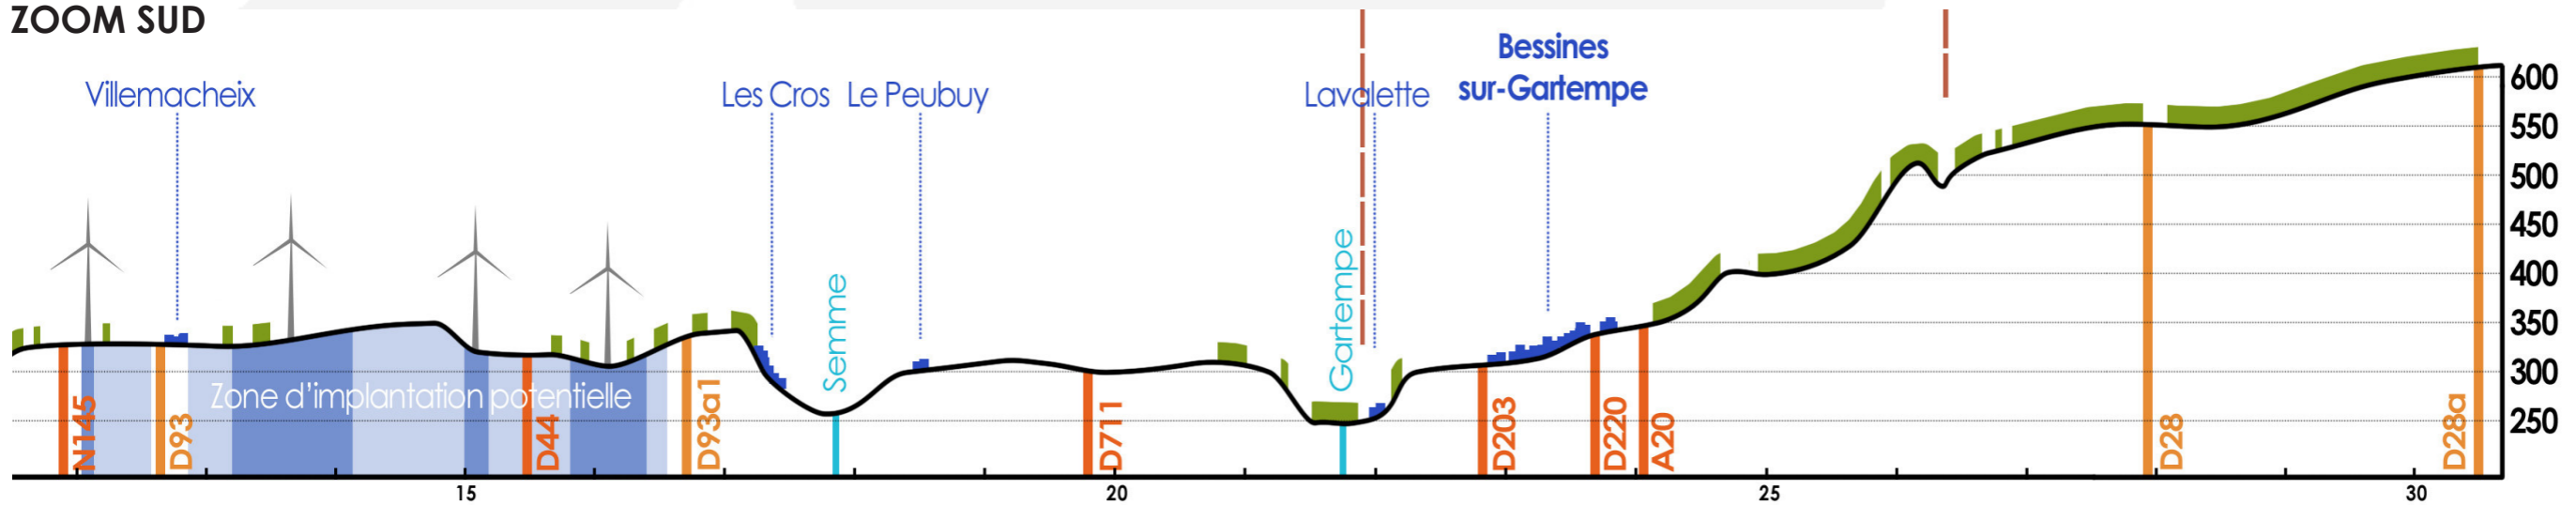 ZOOM SUD
Bessines
sur-Gartempe
Villemacheix
Les Cros
Le Peubuy
Lavalette
600
550
500
450
400
350
300
250
Semme
Gartempe
Zone d'implantation potentielle
N145
D93
D44
D93a1
D711
D203
D220
A20
D28
D28a
15
20
25
30